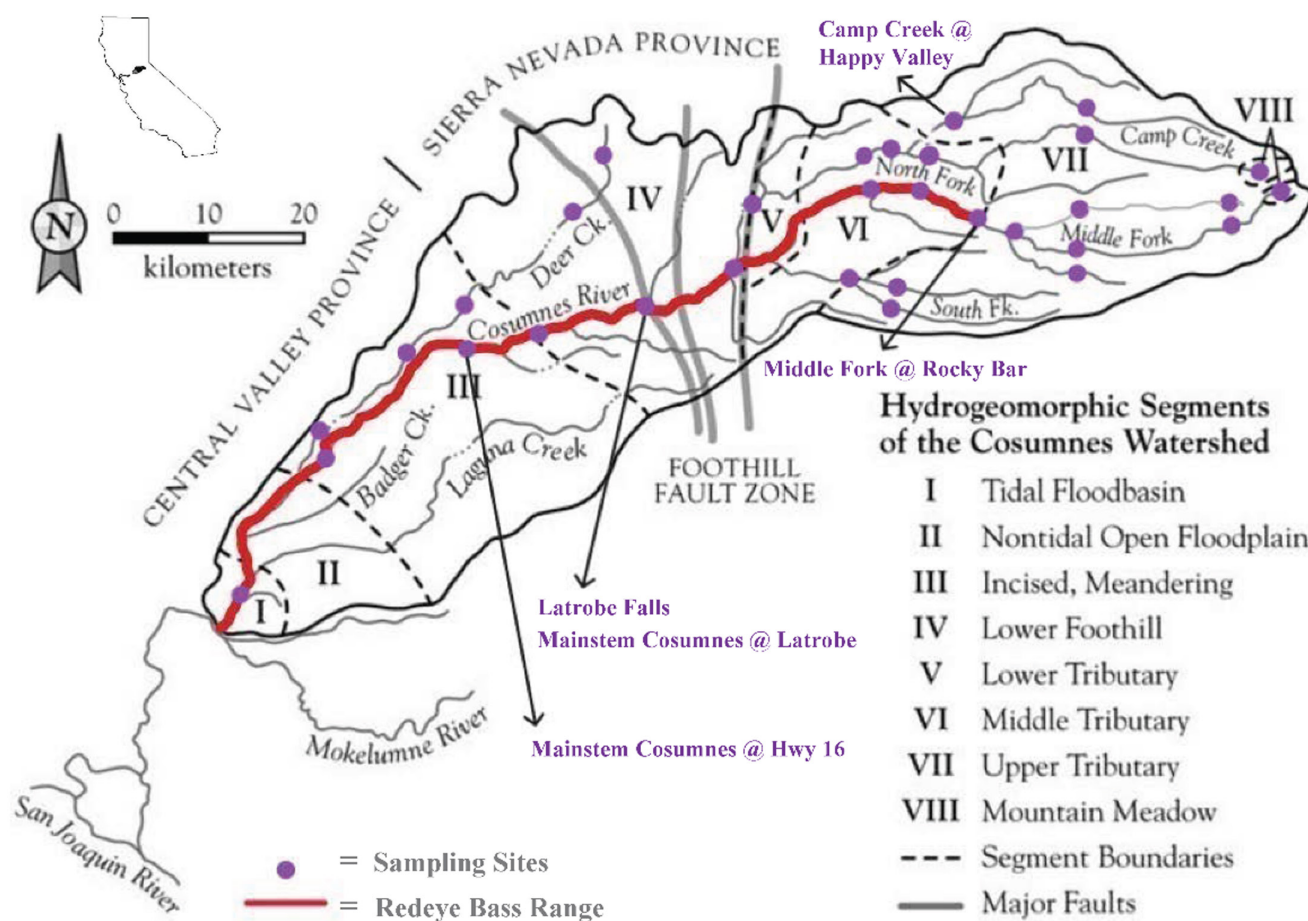 Camp Creek @
Happy Valley
SIERRA NEVADA PROVINCE
CENTRAL VALLEY PROVINCE
N
0 10 20
kilometers
VIII
VII
Camp Creek
North Fork
IV
V
VI
Middle Fork
Deer Ck.
South Fk.
Cosumnes River
Middle Fork @ Rocky Bar
III
Badger Ck.
Laguna Creek
FOOTHILL
FAULT ZONE
II
I
Latrobe Falls
Mainstem Cosumnes @ Latrobe
Mainstem Cosumnes @ Hwy 16
Mokelumne River
San Joaquin River
= Sampling Sites
= Redeye Bass Range
Hydrogeomorphic Segments
of the Cosumnes Watershed
I Tidal Floodbasin
II Nontidal Open Floodplain
III Incised, Meandering
IV Lower Foothill
V Lower Tributary
VI Middle Tributary
VII Upper Tributary
VIII Mountain Meadow
Segment Boundaries
Major Faults